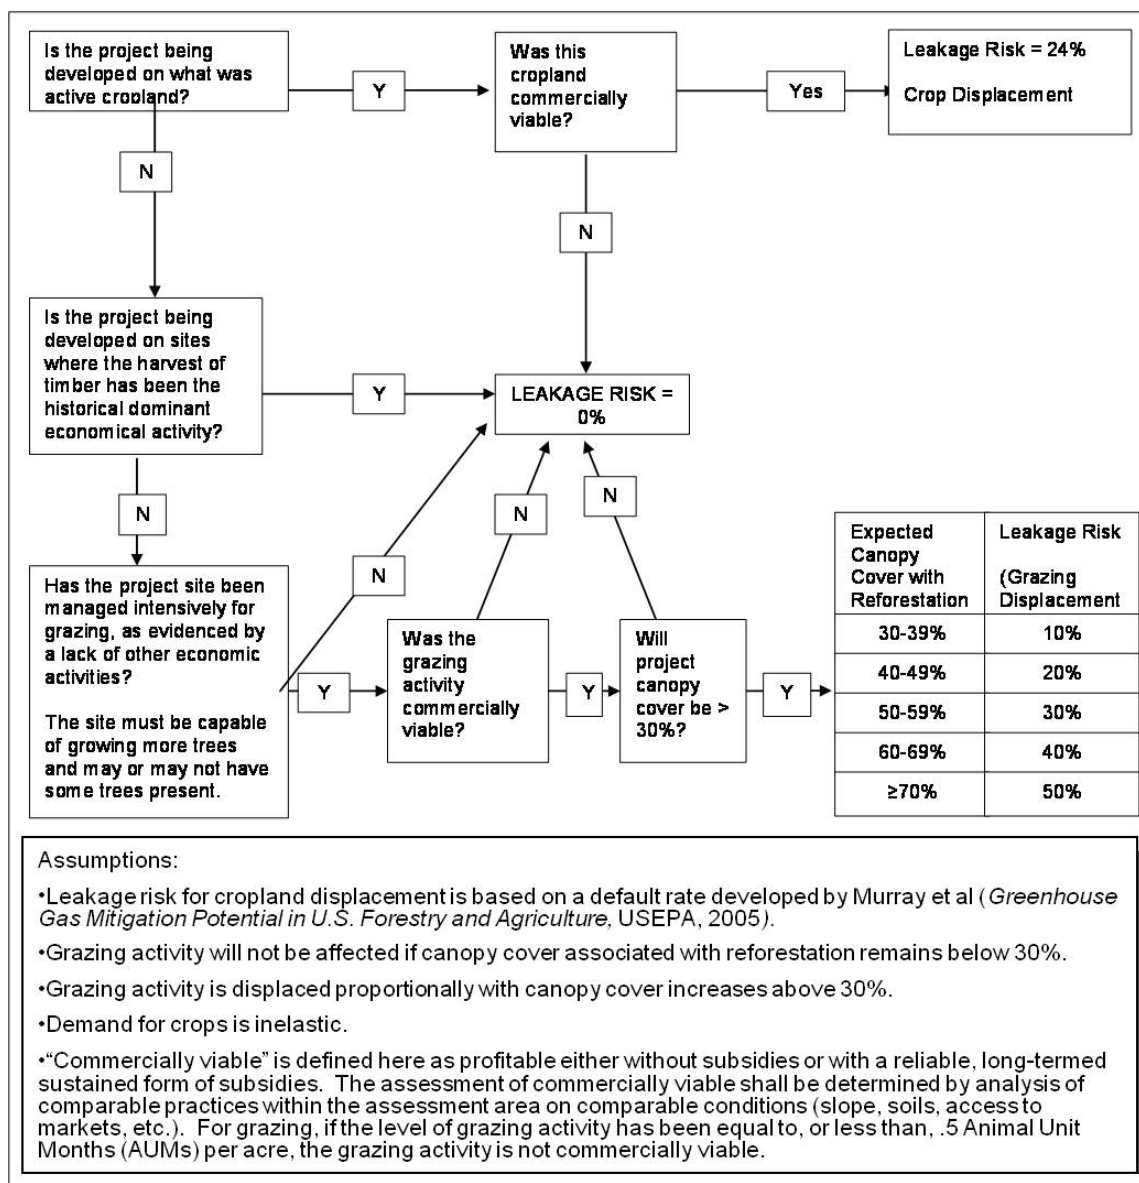 Is the project being
developed on what was
active cropland?
Y
Was this
cropland
commercially
viable?
Yes
Leakage Risk = 24%
Crop Displacement
N
N
Is the project being
developed on sites
where the harvest of
timber has been the
historical dominant
economical activity?
Y
LEAKAGE RISK =
0%
N
N
N
N
Has the project site been
managed intensively for
grazing, as evidenced by
a lack of other economic
activities?
The site must be capable
of growing more trees
and may or may not have
some trees present.
Y
Was the
grazing
activity
commercially
viable?
Y
Will
project
canopy
cover be >
30%?
Y
Expected
Canopy
Cover with
Reforestation
Leakage Risk
(Grazing
Displacement
30-39% 10%
40-49% 20%
50-59% 30%
60-69% 40%
≥70% 50%
Assumptions:
•Leakage risk for cropland displacement is based on a default rate developed by Murray et al (Greenhouse
Gas Mitigation Potential in U.S. Forestry and Agriculture, USEPA, 2005).
•Grazing activity will not be affected if canopy cover associated with reforestation remains below 30%.
•Grazing activity is displaced proportionally with canopy cover increases above 30%.
•Demand for crops is inelastic.
•“Commercially viable” is defined here as profitable either without subsidies or with a reliable, long-termed
sustained form of subsidies. The assessment of commercially viable shall be determined by analysis of
comparable practices within the assessment area on comparable conditions (slope, soils, access to
markets, etc.). For grazing, if the level of grazing activity has been equal to, or less than, .5 Animal Unit
Months (AUMs) per acre, the grazing activity is not commercially viable.